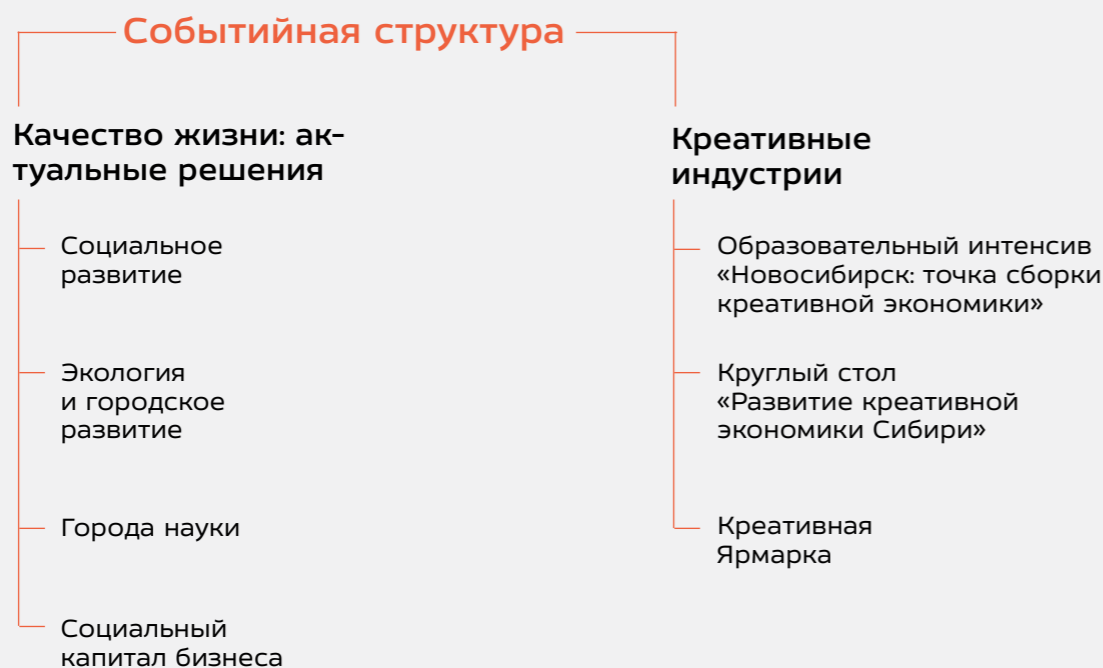 Событийная структура
Качество жизни: ак-
туальные решения
Социальное
развитие
Экология
и городское
развитие
Города науки
Социальный
капитал бизнеса
Креативные
индустрии
Образовательный интенсив
«Новосибирск: точка сборки
креативной экономики»
Круглый стол
«Развитие креативной
экономики Сибири»
Креативная
Ярмарка